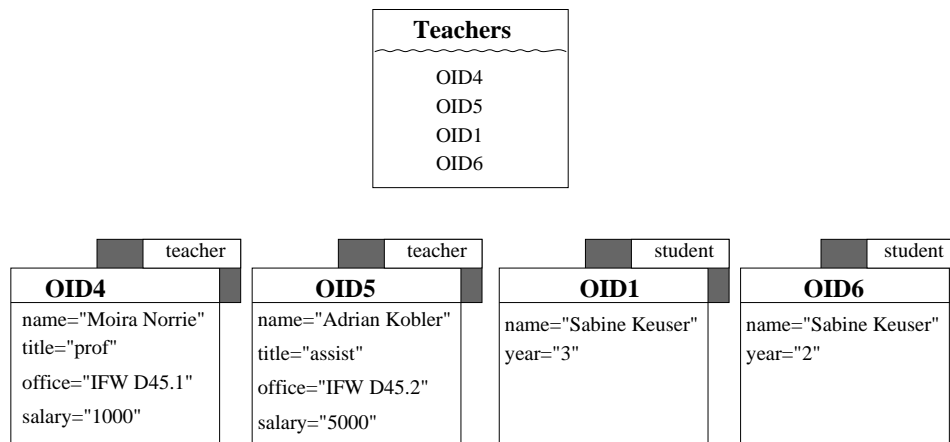 Teachers
OID4
OID5
OID1
OID6
teacher
OID4
name="Moira Norrie"
title="prof"
office="IFW D45.1"
salary="1000"
teacher
OID5
name="Adrian Kobler"
title="assist"
office="IFW D45.2"
salary="5000"
student
OID1
name="Sabine Keuser"
year="3"
student
OID6
name="Sabine Keuser"
year="2"